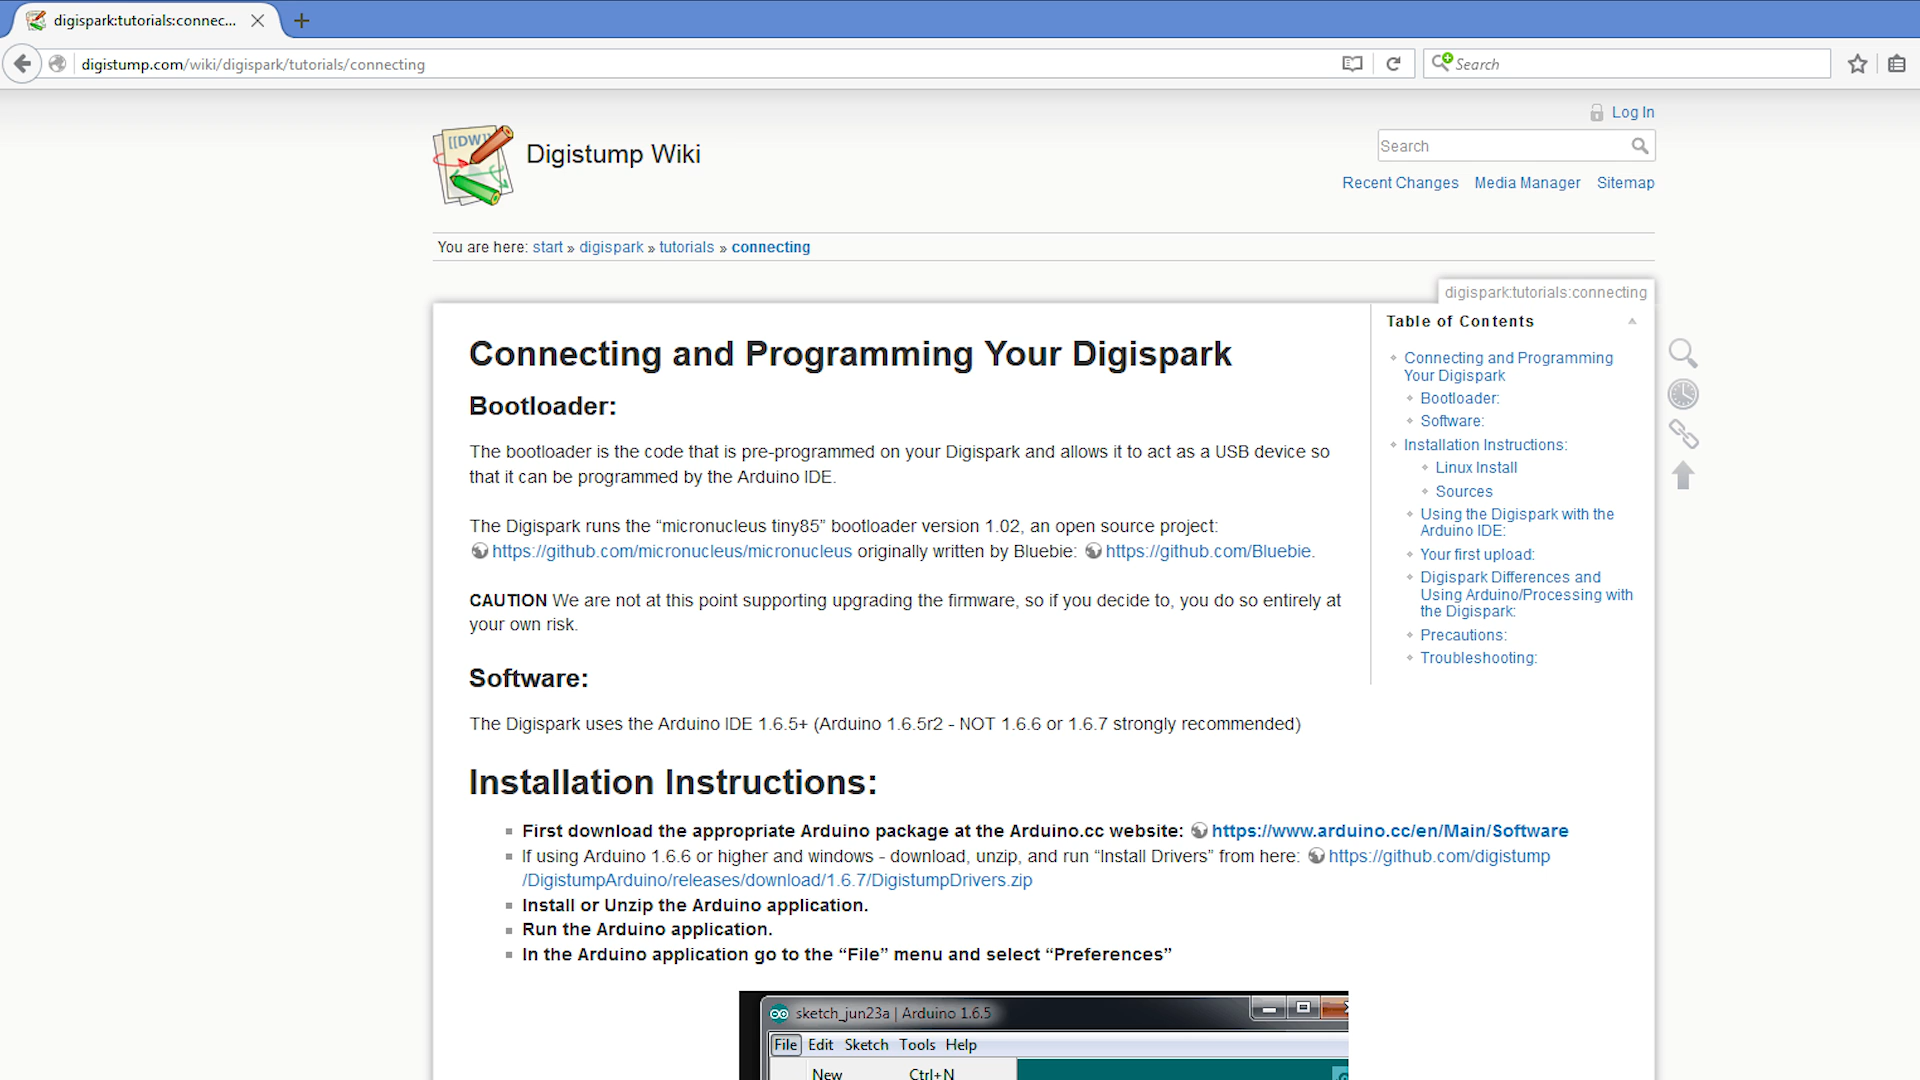 digispark:tutorials:connec...
digistump.com/wiki/digispark/tutorials/connecting
Search
Log In
[[DW]]
Digistump Wiki
Search
Recent Changes Media Manager Sitemap
You are here: start » digispark » tutorials » connecting
digispark:tutorials:connecting
Connecting and Programming Your Digispark
Bootloader:
The bootloader is the code that is pre-programmed on your Digispark and allows it to act as a USB device so
that it can be programmed by the Arduino IDE.
The Digispark runs the “micronucleus tiny85” bootloader version 1.02, an open source project:
https://github.com/micronucleus/micronucleus originally written by Bluebie: https://github.com/Bluebie.
CAUTION We are not at this point supporting upgrading the firmware, so if you decide to, you do so entirely at
your own risk.
Software:
The Digispark uses the Arduino IDE 1.6.5+ (Arduino 1.6.5r2 - NOT 1.6.6 or 1.6.7 strongly recommended)
Table of Contents
Connecting and Programming
Your Digispark
Bootloader:
Software:
Installation Instructions:
Linux Install
Sources
Using the Digispark with the
Arduino IDE:
Your first upload:
Digispark Differences and
Using Arduino/Processing with
the Digispark:
Precautions:
Troubleshooting:
Installation Instructions:
First download the appropriate Arduino package at the Arduino.cc website: https://www.arduino.cc/en/Main/Software
If using Arduino 1.6.6 or higher and windows - download, unzip, and run “Install Drivers” from here: https://github.com/digistump
/DigistumpArduino/releases/download/1.6.7/DigistumpDrivers.zip
Install or Unzip the Arduino application.
Run the Arduino application.
In the Arduino application go to the “File” menu and select “Preferences”
sketch_jun23a | Arduino 1.6.5
File Edit Sketch Tools Help
New Ctrl+N